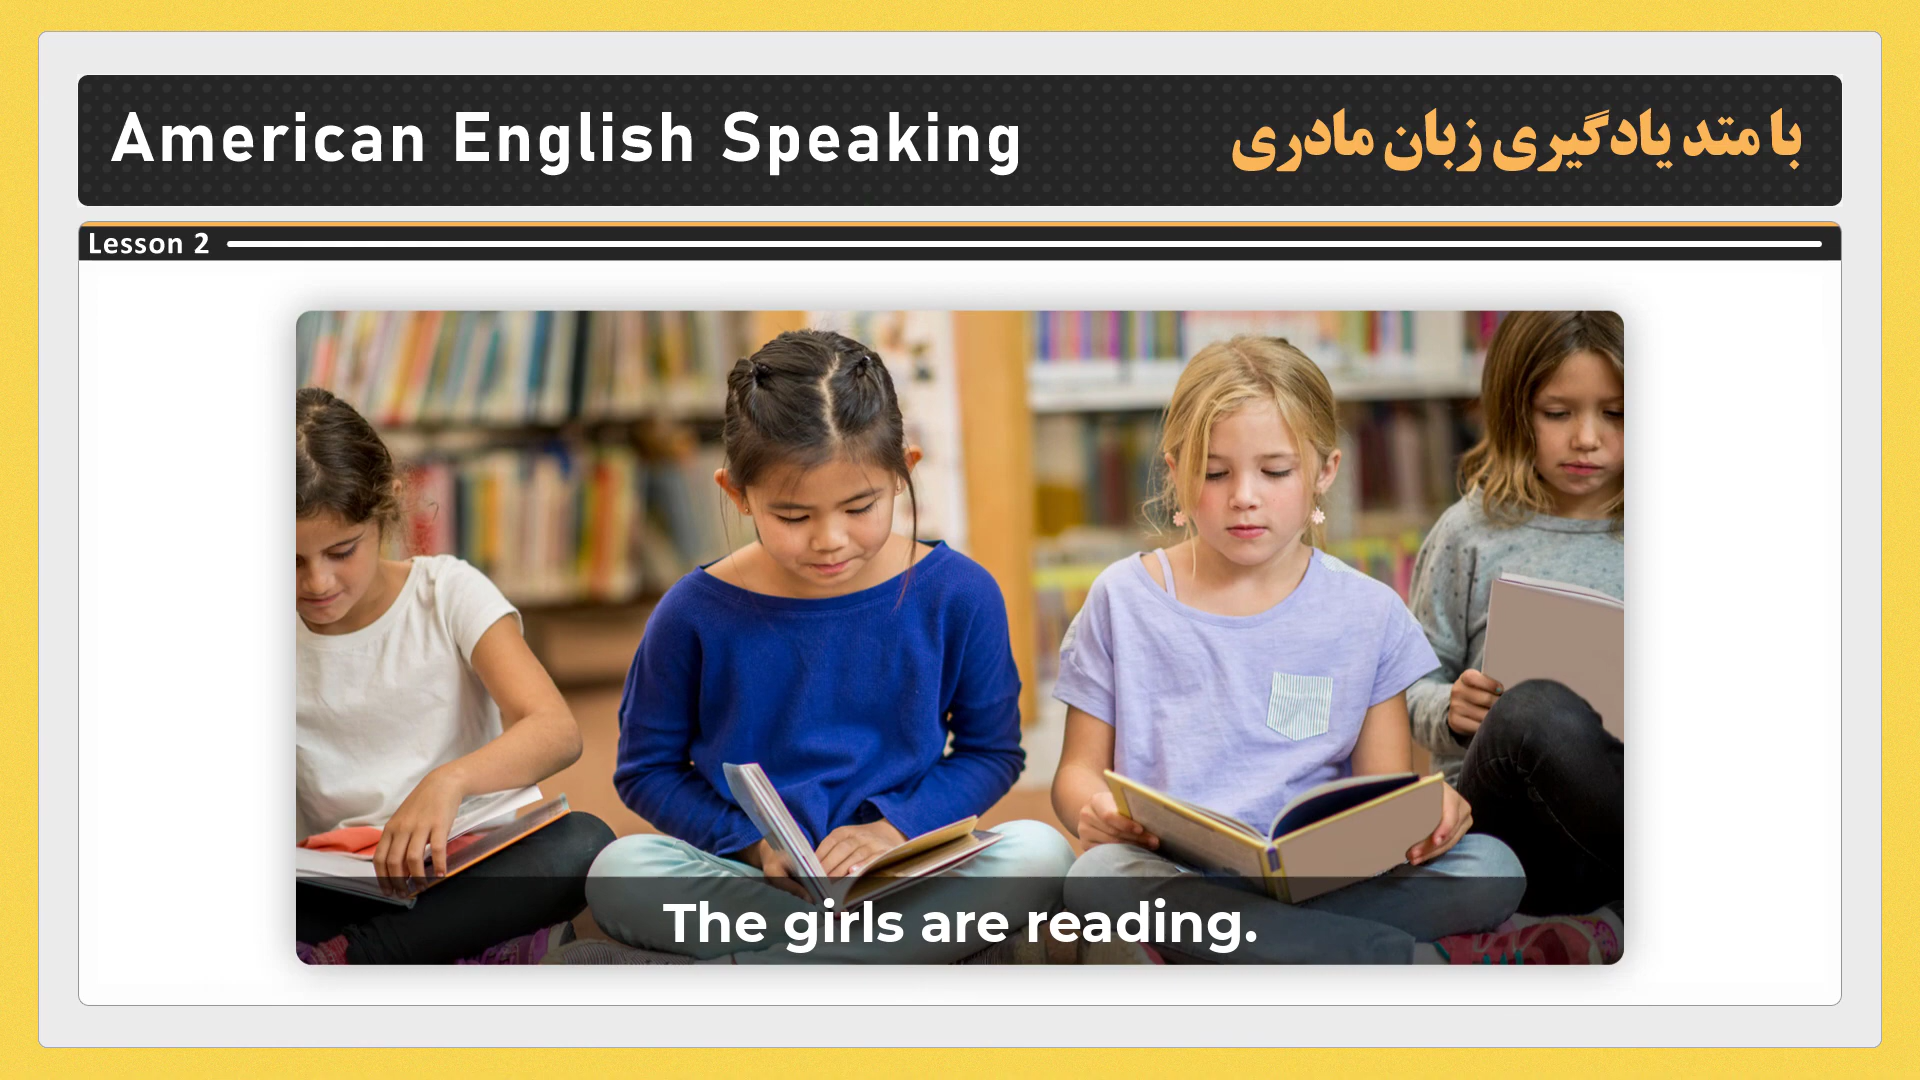 American English Speaking
با متد یادگیری زبان مادری
Lesson 2
The girls are reading.